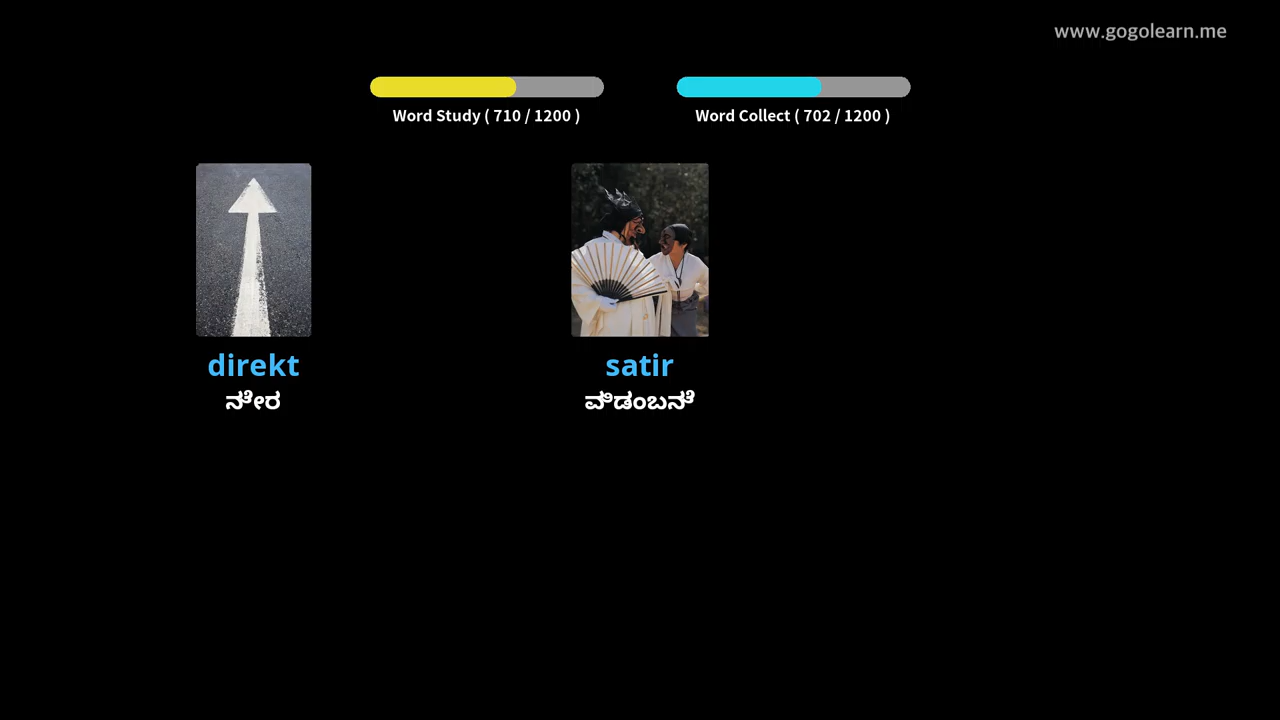 www.gogolearn.me
Word Study ( 710 / 1200 )
Word Collect ( 702 / 1200 )
direkt
ನೇರ
satir
ವಿಡಂಬನೆ